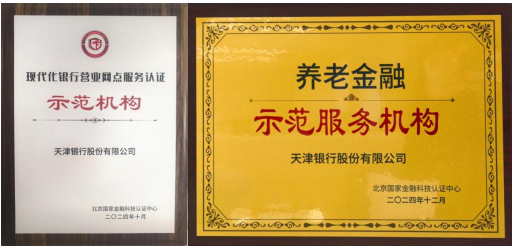 现代化银行营业网点服务认证
示范机构
天津银行股份有限公司
北京国家金融科技认证中心
二〇二四年十月
养老金融
示范服务机构
天津银行股份有限公司
北京国家金融科技认证中心
二〇二四年十二月